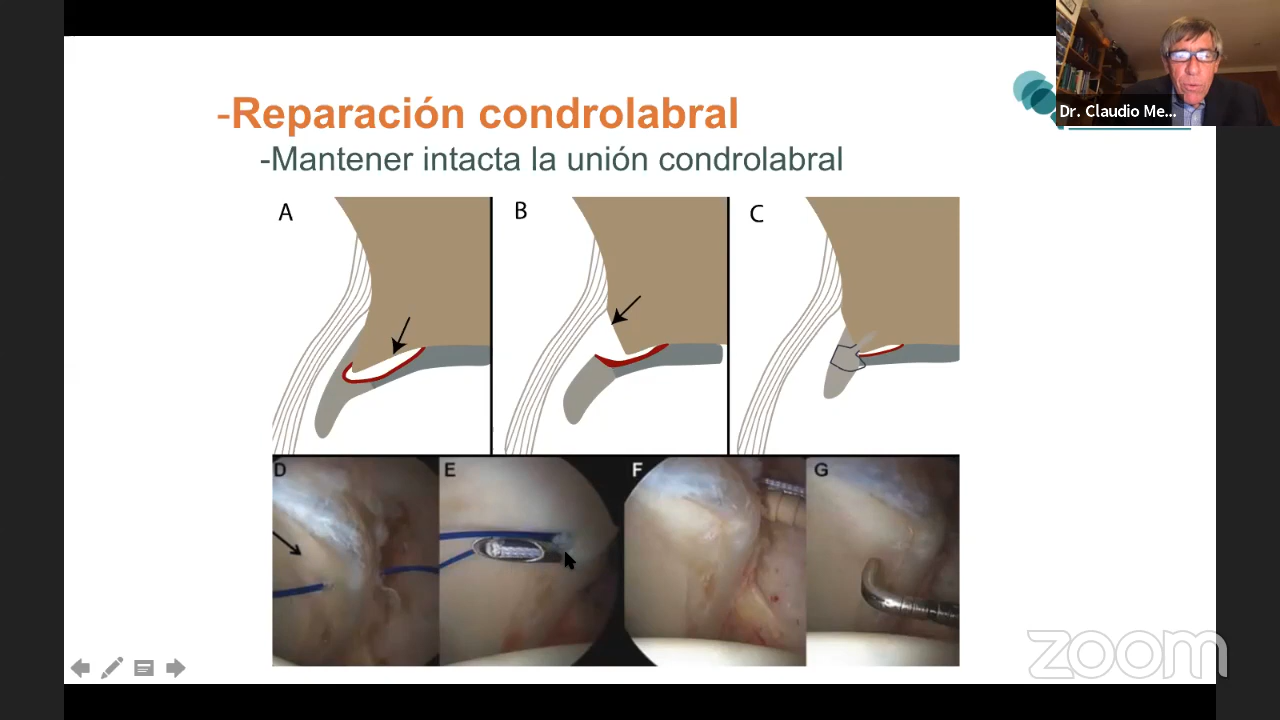 Dr. Claudio Me...
-Reparación condrolabral
-Mantener intacta la unión condrolabral
A
B
C
D
E
F
G
zoom